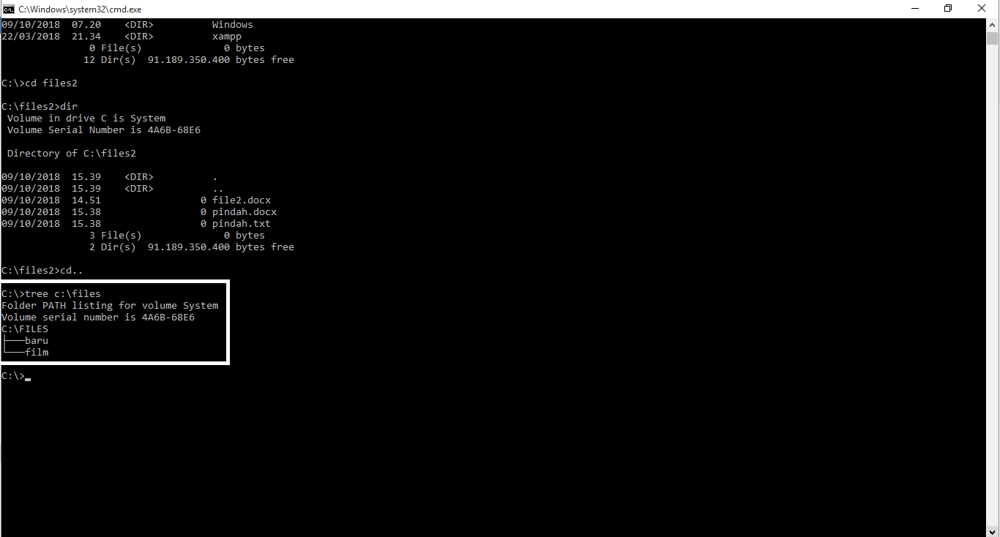 C:\Windows\system32\cmd.exe
09/10/2018  07.20    <DIR>          Windows
22/03/2018  21.34    <DIR>          xampp
               0 File(s)              0 bytes
              12 Dir(s)  91.189.350.400 bytes free
C:\>cd files2
C:\files2>dir
 Volume in drive C is System
 Volume Serial Number is 4A6B-68E6
 Directory of C:\files2
09/10/2018  15.39    <DIR>          .
09/10/2018  15.39    <DIR>          ..
09/10/2018  14.51                 0 file2.docx
09/10/2018  15.38                 0 pindah.docx
09/10/2018  15.38                 0 pindah.txt
               3 File(s)              0 bytes
               2 Dir(s)  91.189.350.400 bytes free
C:\files2>cd..
C:\>tree c:\files
Folder PATH listing for volume System
Volume serial number is 4A6B-68E6
C:\FILES
├───baru
└───film
C:\>